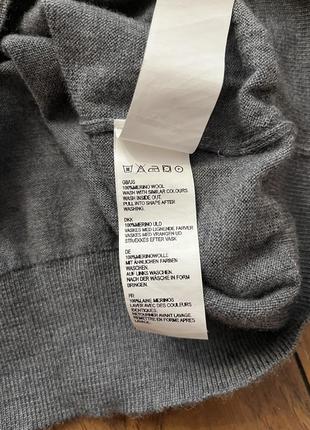 GB/US
100%MERINO WOOL
WASH WITH SIMILAR COLOURS
WASH INSIDE OUT.
PULL INTO SHAPE AFTER
WASHING.
DKK
100%MERINO ULD
VASKES MED LIGNENDE FARVER
VASKES MED VRANGEN UD
STRÆKKES EFTER VASK
DE
100%MERINOWOLLE
MIT ÄHNLICHEN FARBEN
WASCHEN.
AUF LINKS WASCHEN.
NACH DER WÄSCHE IN FORM
BRINGEN.
FR
100%LAINE MERINOS
LAVER AVEC DES COULEURS
IDENTIQUES.
RETOURNER AVANT LAVAGE.
REMETTRE EN FORME APRES